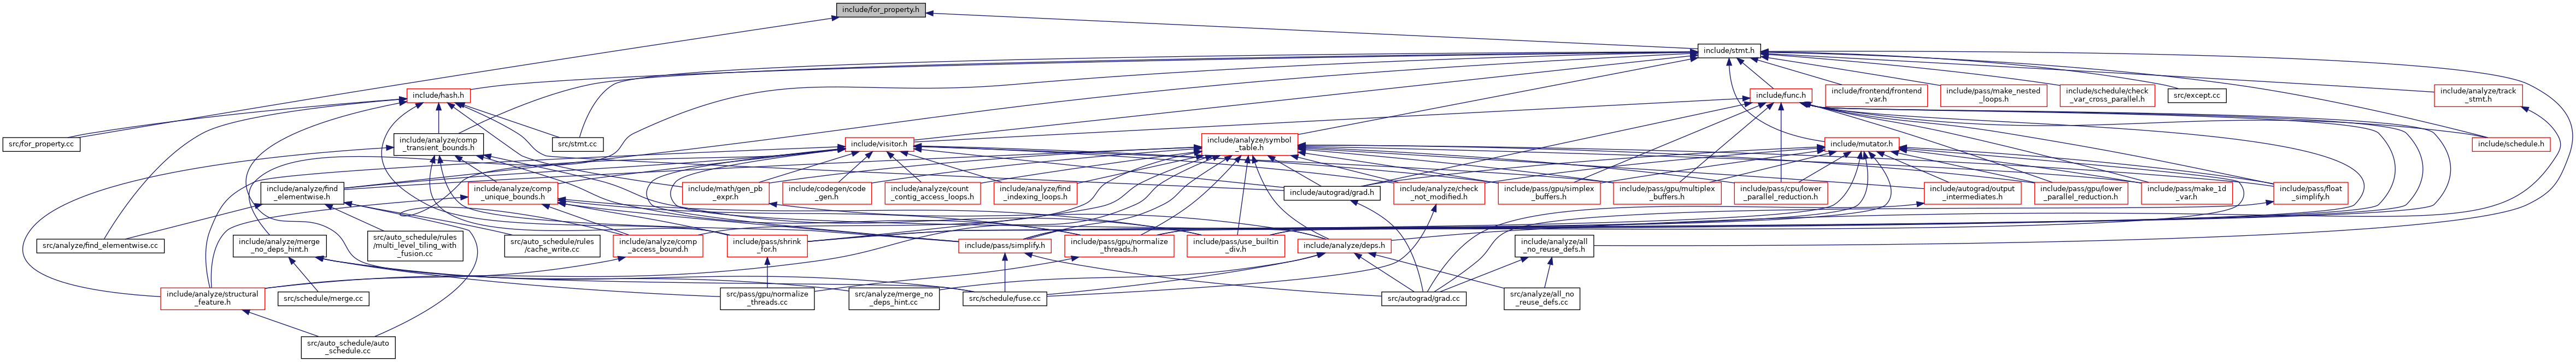 include/for_property.h
include/stmt.h
include/hash.h
include/func.h
include/frontend/frontend
_var.h
include/pass/make_nested
_loops.h
include/schedule/check
_var_cross_parallel.h
src/except.cc
include/analyze/track
_stmt.h
src/for_property.cc
include/analyze/comp
_transient_bounds.h
src/stmt.cc
include/visitor.h
include/analyze/symbol
_table.h
include/mutator.h
include/schedule.h
include/analyze/find
_elementwise.h
include/analyze/comp
_unique_bounds.h
include/math/gen_pb
_expr.h
include/codegen/code
_gen.h
include/analyze/count
_contig_access_loops.h
include/analyze/find
_indexing_loops.h
include/autograd/grad.h
include/analyze/check
_not_modified.h
include/pass/gpu/simplex
_buffers.h
include/pass/gpu/multiplex
_buffers.h
include/pass/cpu/lower
_parallel_reduction.h
include/autograd/output
_intermediates.h
include/pass/gpu/lower
_parallel_reduction.h
include/pass/make_1d
_var.h
include/pass/float
_simplify.h
src/analyze/find_elementwise.cc
include/analyze/merge
_no_deps_hint.h
src/auto_schedule/rules
/multi_level_tiling_with
_fusion.cc
src/auto_schedule/rules
/cache_write.cc
include/analyze/comp
_access_bound.h
include/pass/shrink
_for.h
include/pass/simplify.h
include/pass/gpu/normalize
_threads.h
include/pass/use_builtin
_div.h
include/analyze/deps.h
include/analyze/all
_no_reuse_defs.h
include/analyze/structural
_feature.h
src/schedule/merge.cc
src/pass/gpu/normalize
_threads.cc
src/analyze/merge_no
_deps_hint.cc
src/schedule/fuse.cc
src/autograd/grad.cc
src/analyze/all_no
_reuse_defs.cc
src/auto_schedule/auto
_schedule.cc